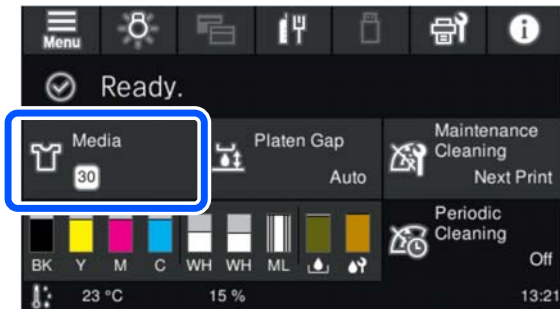 Menu
Ready.
Media
30
Platen Gap
Auto
Maintenance
Cleaning
Next Print
BK Y M C WH WH ML
Periodic
Cleaning
Off
23 °C 15 % 13:21